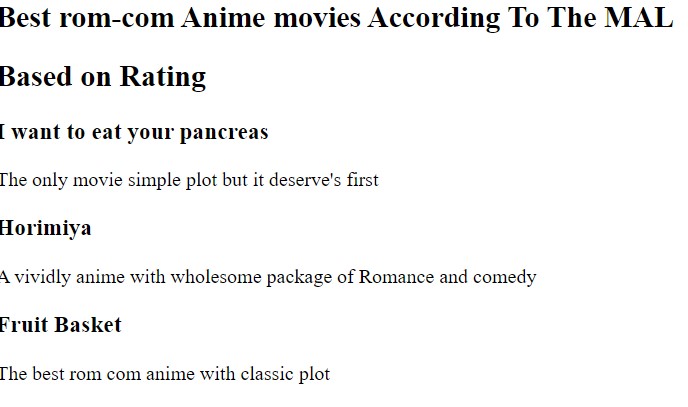 Best rom-com Anime movies According To The MAL
Based on Rating
I want to eat your pancreas
The only movie simple plot but it deserve's first
Horimiya
A vividly anime with wholesome package of Romance and comedy
Fruit Basket
The best rom com anime with classic plot